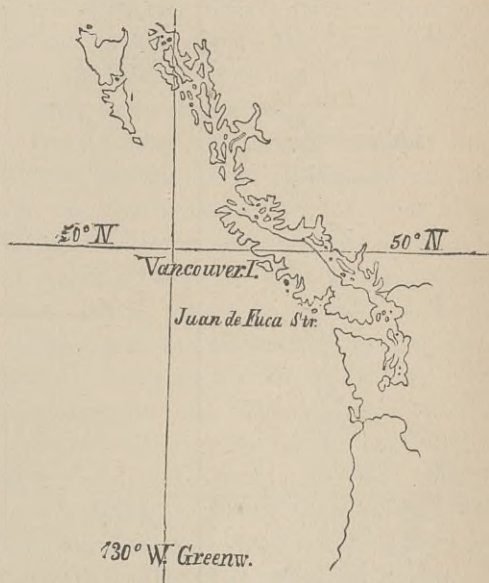 50° N 50° N
Vancouver I.
Juan de Fuca Str.
130° W. Greenw.